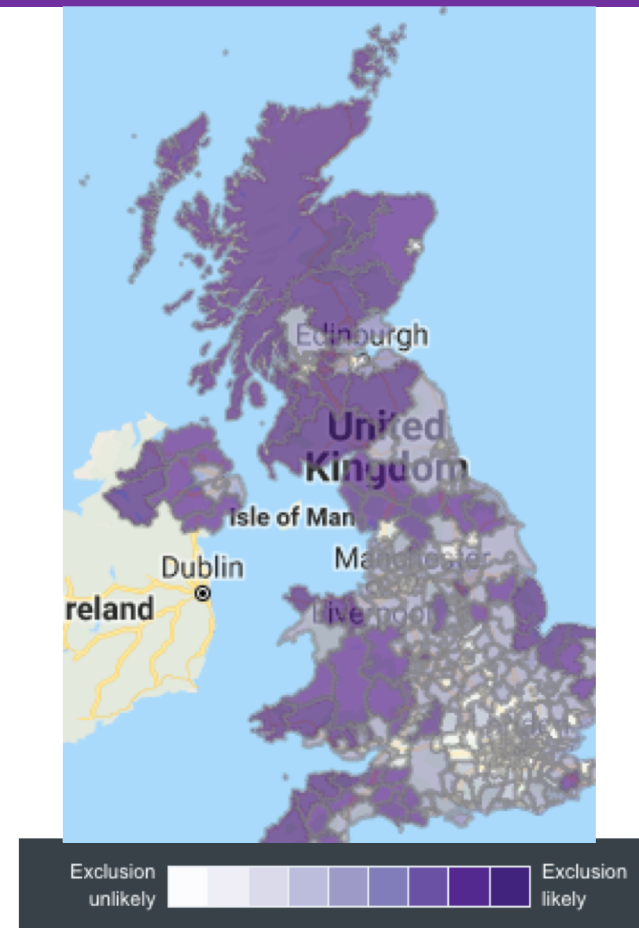 Edinburgh
United
Kingdom
Isle of Man
Manchester
Dublin
reland
Liverpool
Exclusion
unlikely
Exclusion
likely